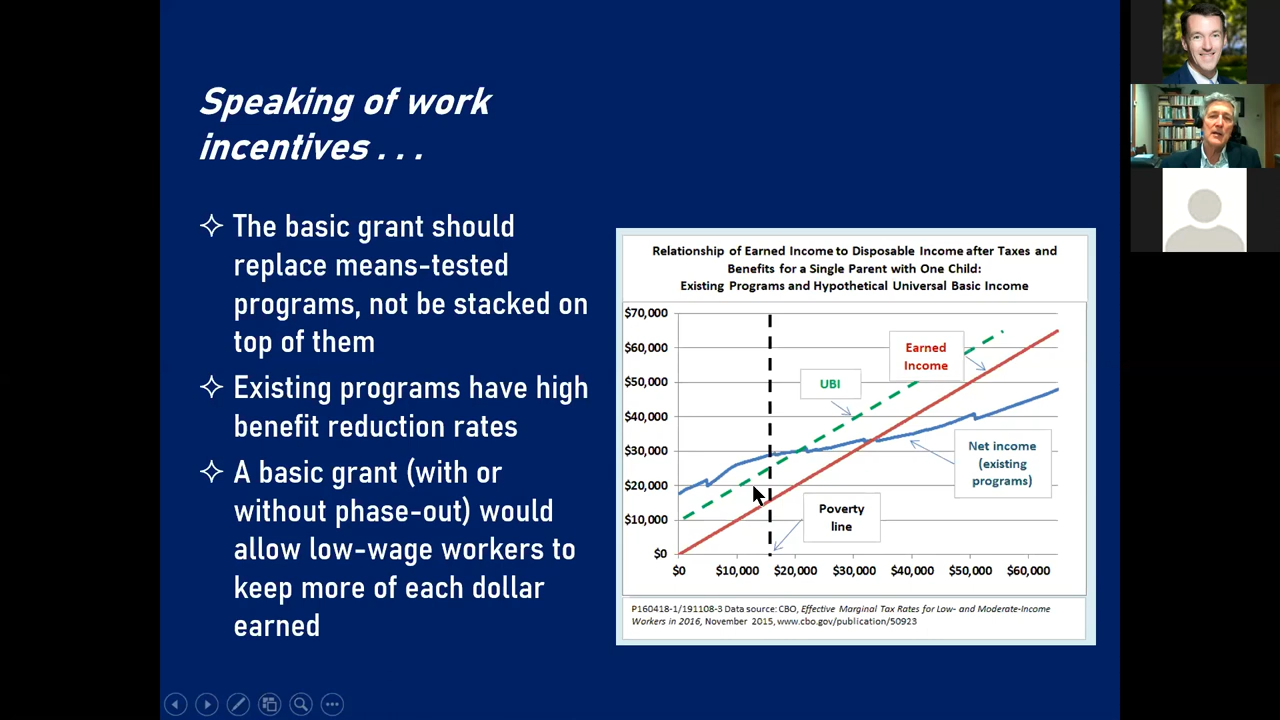 Speaking of work
incentives . . .
The basic grant should
replace means-tested
programs, not be stacked on
top of them
Existing programs have high
benefit reduction rates
A basic grant (with or
without phase-out) would
allow low-wage workers to
keep more of each dollar
earned
Relationship of Earned Income to Disposable Income after Taxes and
Benefits for a Single Parent with One Child:
Existing Programs and Hypothetical Universal Basic Income
$70,000
$60,000
$50,000
$40,000
$30,000
$20,000
$10,000
$0
Earned
Income
UBI
Net income
(existing
programs)
Poverty
line
$0
$10,000
$20,000
$30,000
$40,000
$50,000
$60,000
P160418-1/191108-3 Data source: CBO, Effective Marginal Tax Rates for Low- and Moderate-Income
Workers in 2016, November 2015, www.cbo.gov/publication/50923